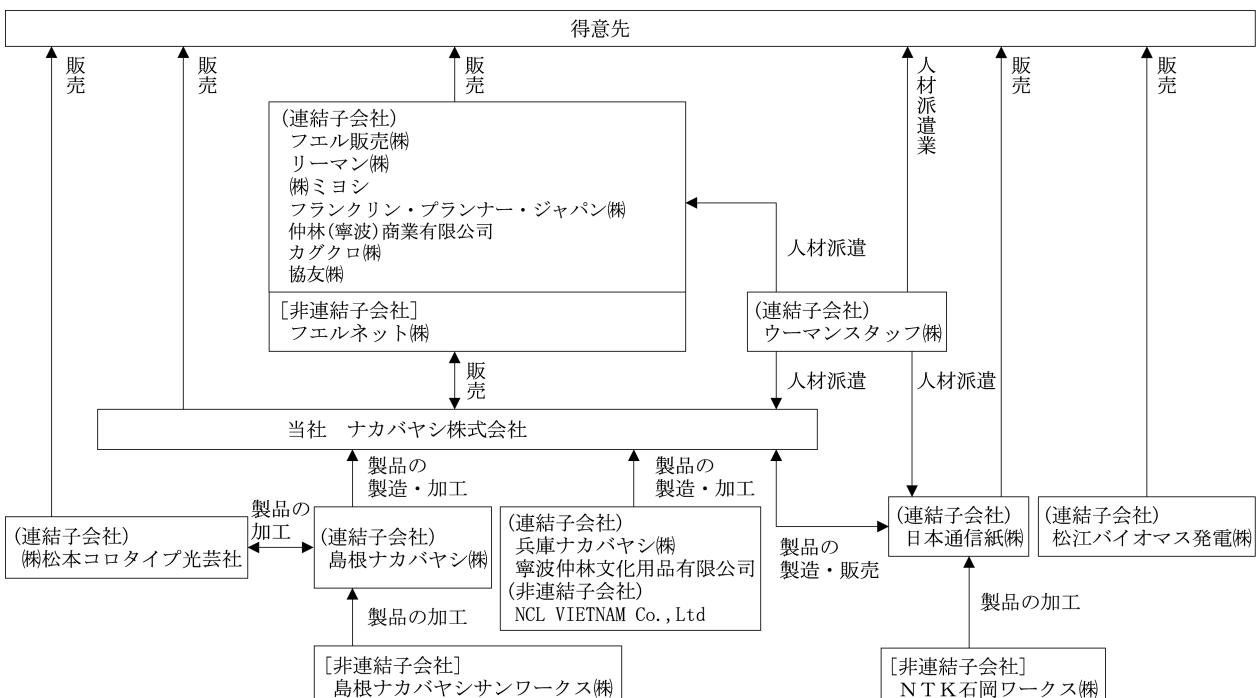 得意先
販売
販売
販売
人材派遣業
販売
販売
(連結子会社)
フエル販売㈱
リーマン㈱
㈱ミヨシ
フランクリン・プランナー・ジャパン㈱
仲林(寧波)商業有限公司
カグクロ㈱
協友㈱
[非連結子会社]
フエルネット㈱
人材派遣
(連結子会社)
ウーマンスタッフ㈱
販売
人材派遣
人材派遣
当社 ナカバヤシ株式会社
製品の
製造・加工
製品の
製造・加工
(連結子会社)
㈱松本コロタイプ光芸社
製品の
加工
(連結子会社)
島根ナカバヤシ㈱
(連結子会社)
兵庫ナカバヤシ㈱
寧波仲林文化用品有限公司
(非連結子会社)
NCL VIETNAM Co.,Ltd
製品の
製造・販売
(連結子会社)
日本通信紙㈱
(連結子会社)
松江バイオマス発電㈱
製品の加工
製品の加工
[非連結子会社]
島根ナカバヤシサンワークス㈱
[非連結子会社]
NTK石岡ワークス㈱